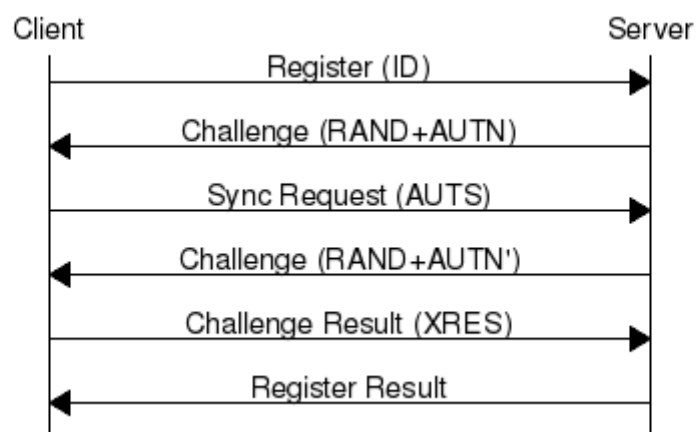 Client Server
Register (ID)
Challenge (RAND+AUTN)
Sync Request (AUTS)
Challenge (RAND+AUTN')
Challenge Result (XRES)
Register Result